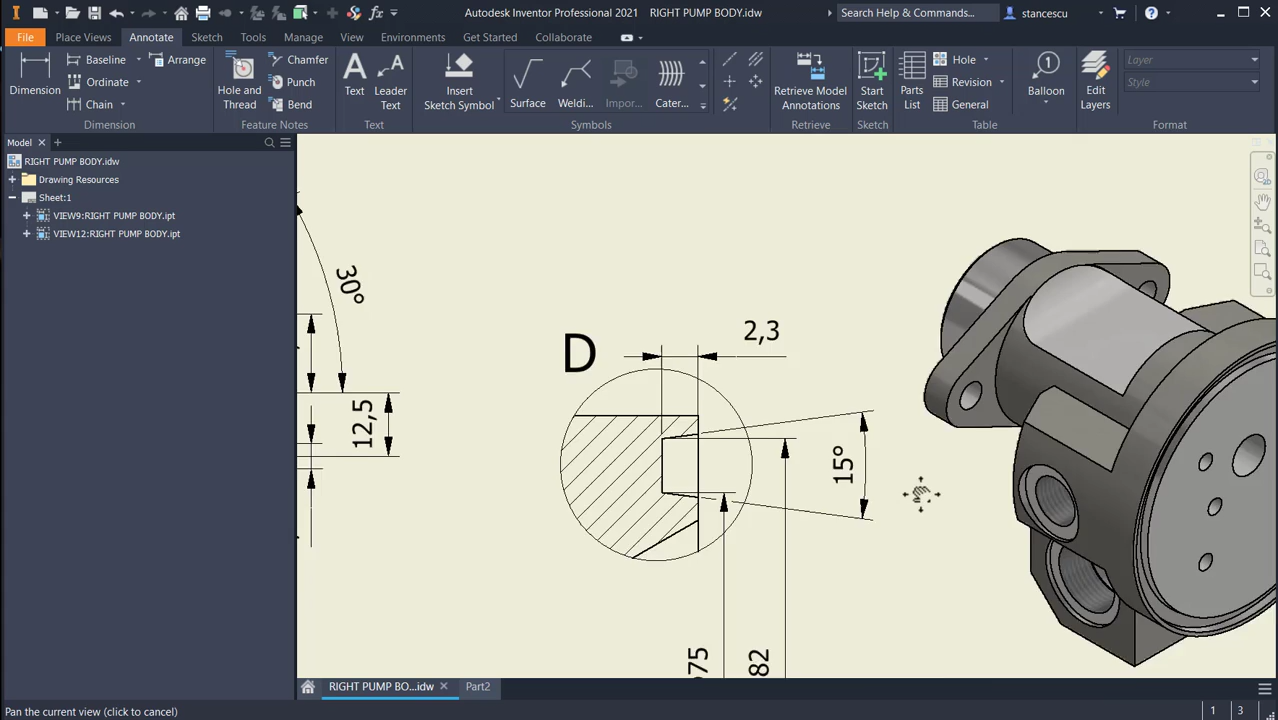 Autodesk Inventor Professional 2021 RIGHT PUMP BODY.idw
Search Help & Commands...
stancescu
File Place Views Annotate Sketch Tools Manage View Environments Get Started Collaborate
Dimension
Baseline
Ordinate
Chain
Arrange
Dimension
Hole and Thread
Chamfer
Punch
Bend
Feature Notes
Text
Leader Text
Text
Insert Sketch Symbol
Surface
Weldi...
Impor...
Cater...
Symbols
Retrieve Model Annotations
Retrieve
Start Sketch
Sketch
Parts List
Hole
Revision
General
Table
Balloon
Edit Layers
Layer
Style
Format
Model
RIGHT PUMP BODY.idw
Drawing Resources
Sheet:1
VIEW9:RIGHT PUMP BODY.ipt
VIEW12:RIGHT PUMP BODY.ipt
30°
12,5
D
2,3
15°
75
82
RIGHT PUMP BO...idw
Part2
Pan the current view (click to cancel)
1 3